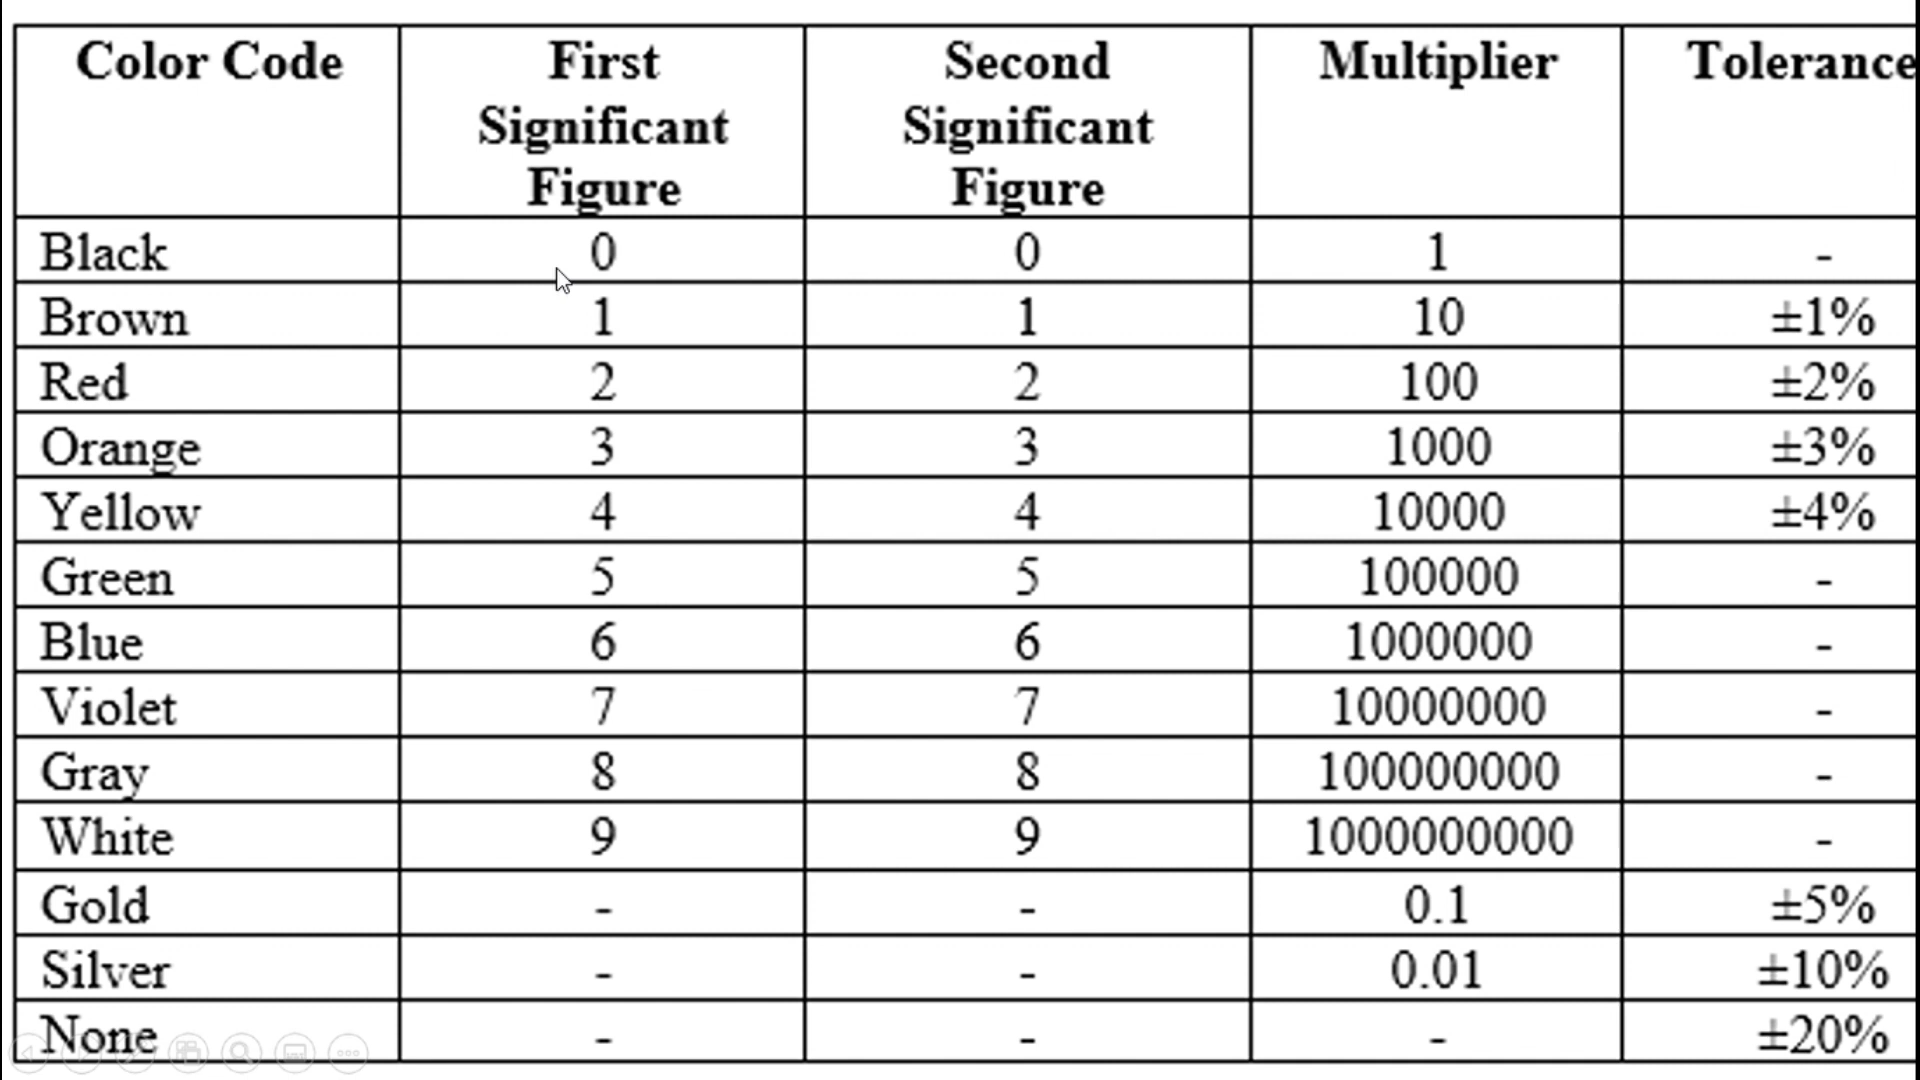 Color Code First Second Multiplier Tolerance
Significant Significant
Figure Figure
Black 0 0 1 -
Brown 1 1 10 ±1%
Red 2 2 100 ±2%
Orange 3 3 1000 ±3%
Yellow 4 4 10000 ±4%
Green 5 5 100000 -
Blue 6 6 1000000 -
Violet 7 7 10000000 -
Gray 8 8 100000000 -
White 9 9 1000000000 -
Gold - - 0.1 ±5%
Silver - - 0.01 ±10%
None - - - ±20%